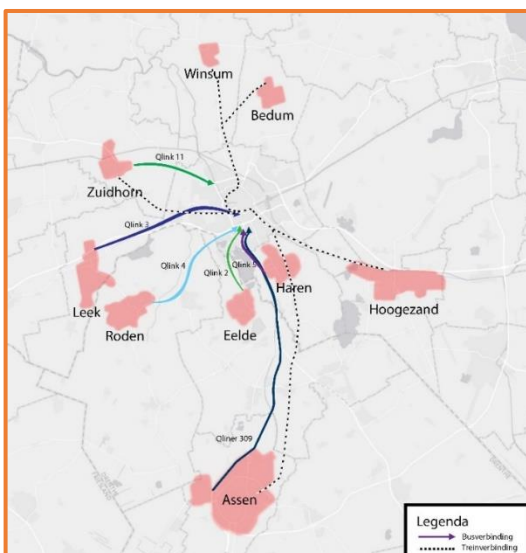 Winsum
Bedum
Qlink 11
Zuidhorn
Qlink 3
Qlink 4
Qlink 2
Qlink 5
Haren
Leek
Roden
Eelde
Hoogezand
Qliner 309
Assen
Legenda
Busverbinding
Treinverbinding